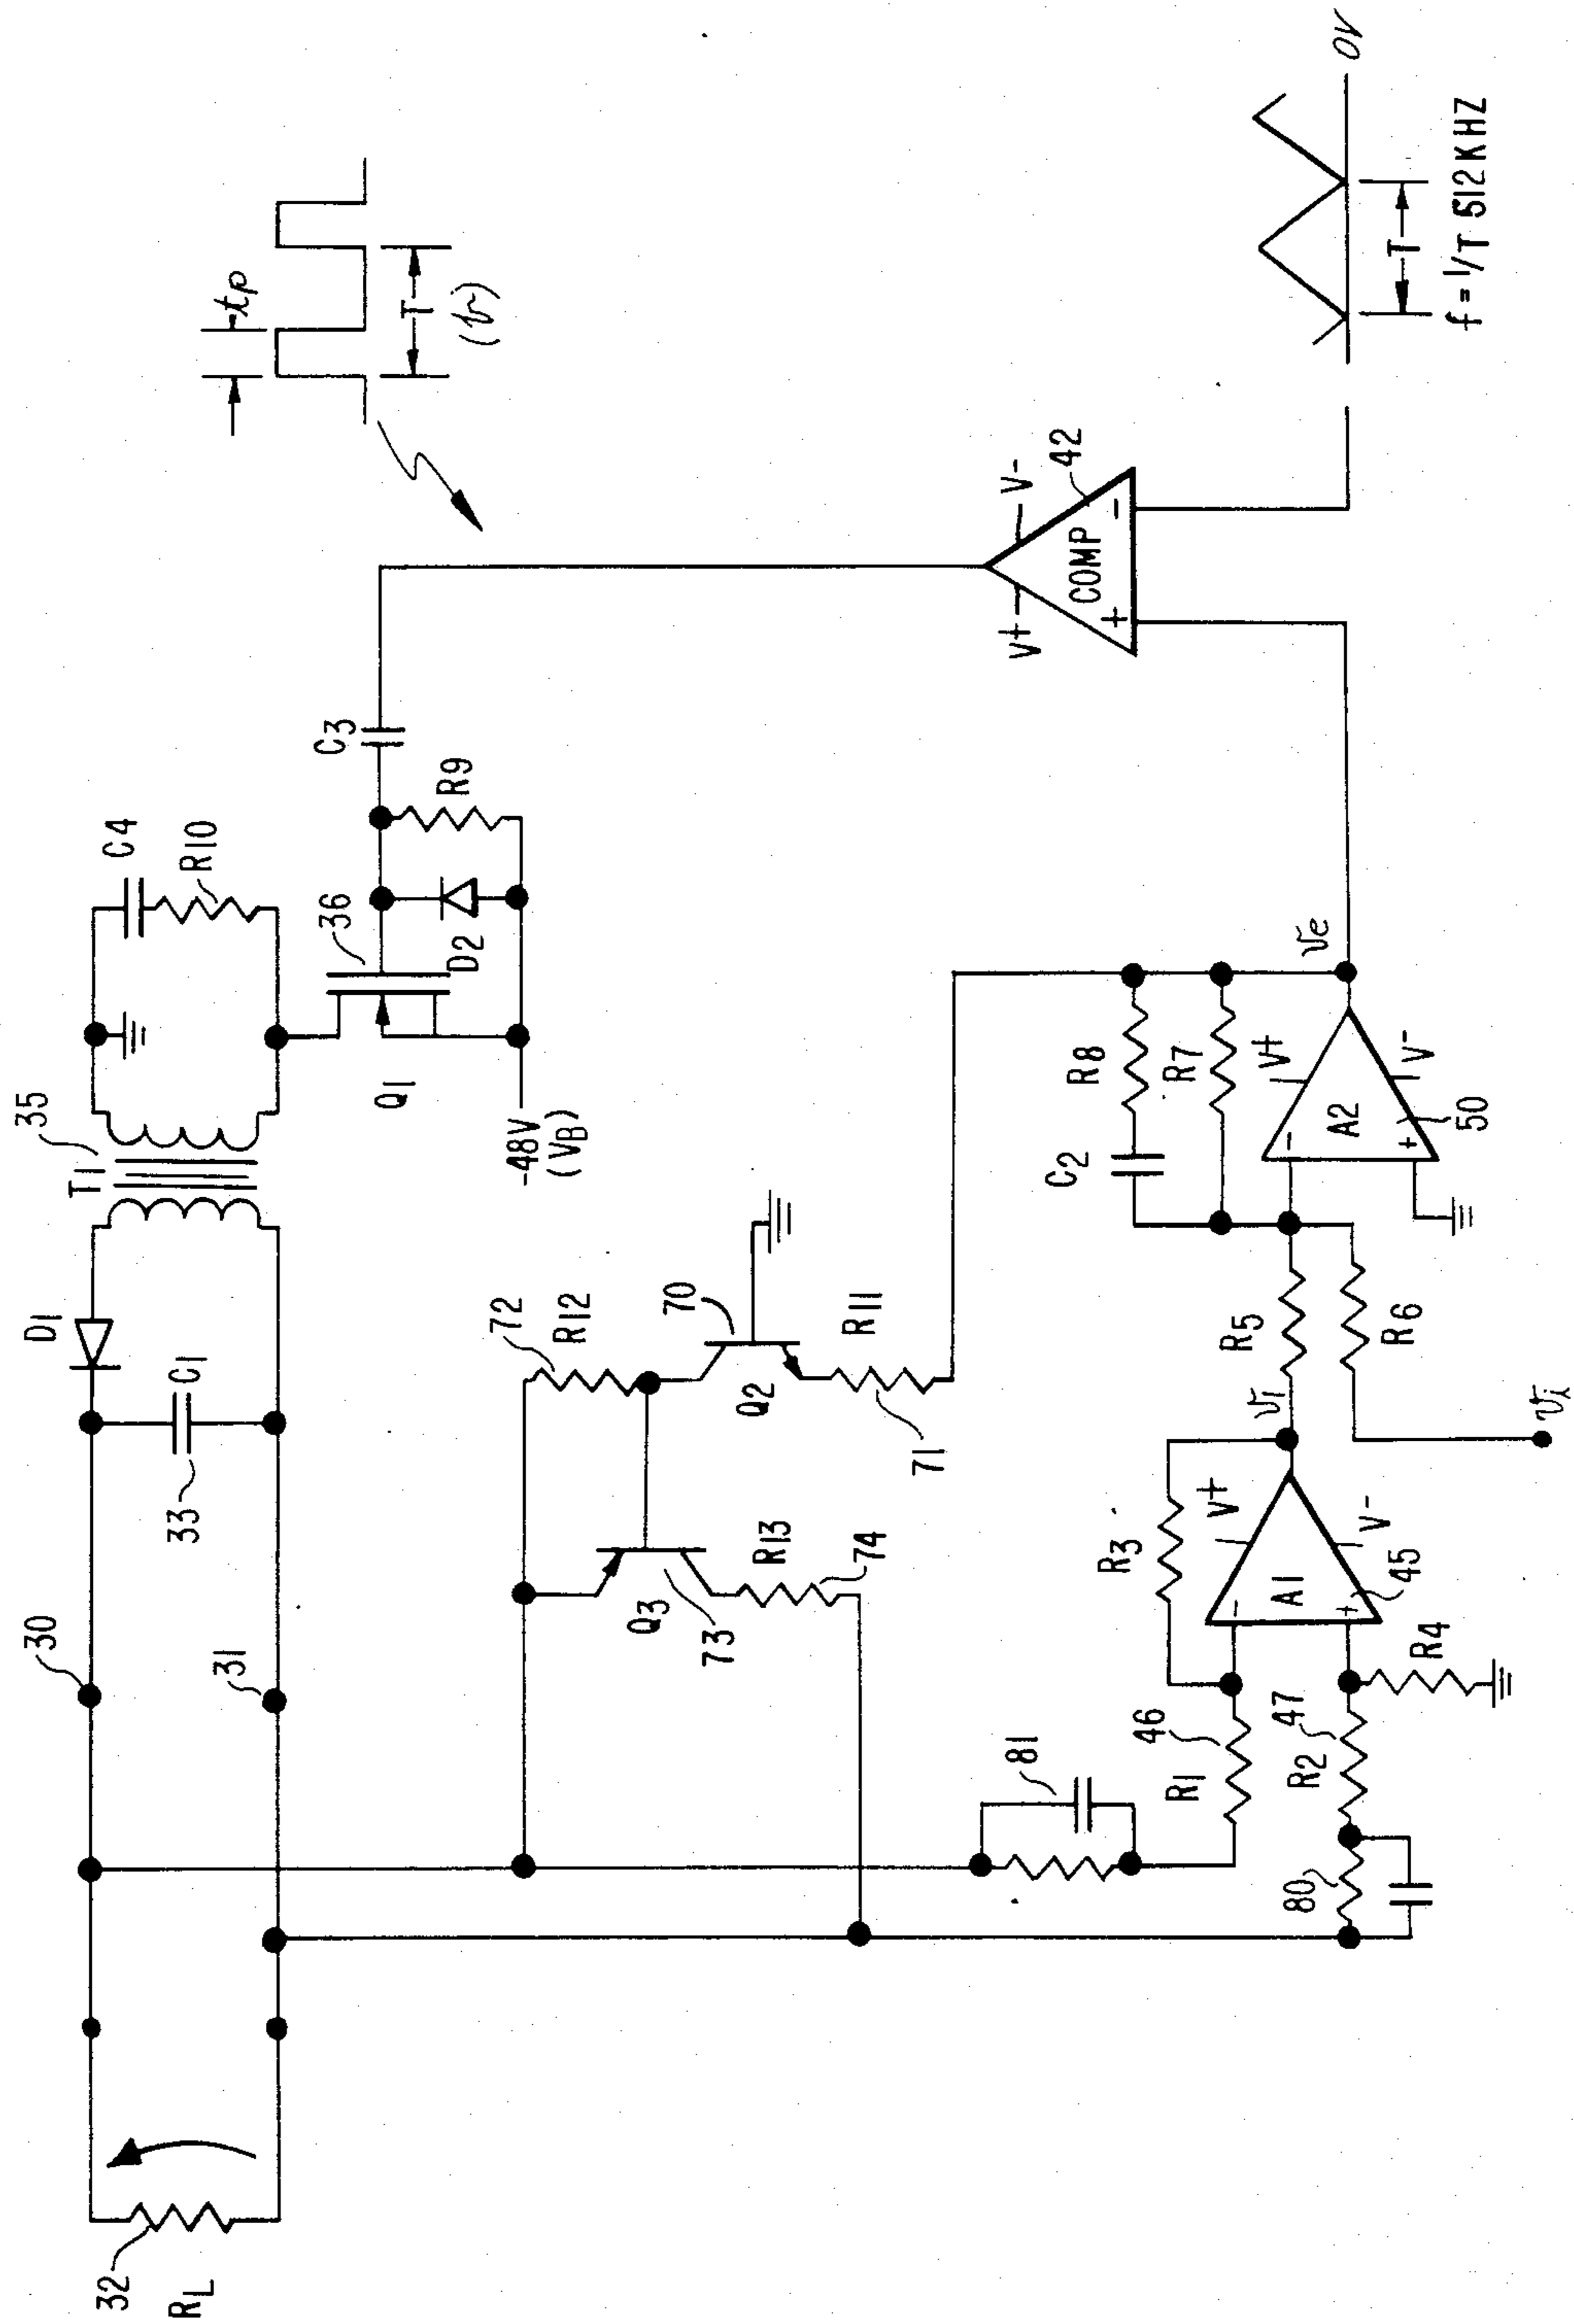 32
RL
30
31
33
C1
D1
T1
35
C4
R10
Q1
36
D2
R9
C3
-48V
(VB)
tp
T
(b)
72
R12
70
Q2
R11
71
Q3
73
R13
74
81
46
R1
47
R2
80
R4
R3
A1
-
+
V+
V-
45
v1
R5
R6
vi
C2
R8
R7
A2
-
+
V+
V-
50
ve
V+
V-
COMP
+
-
42
0V
T
f = 1/T 512 KHZ